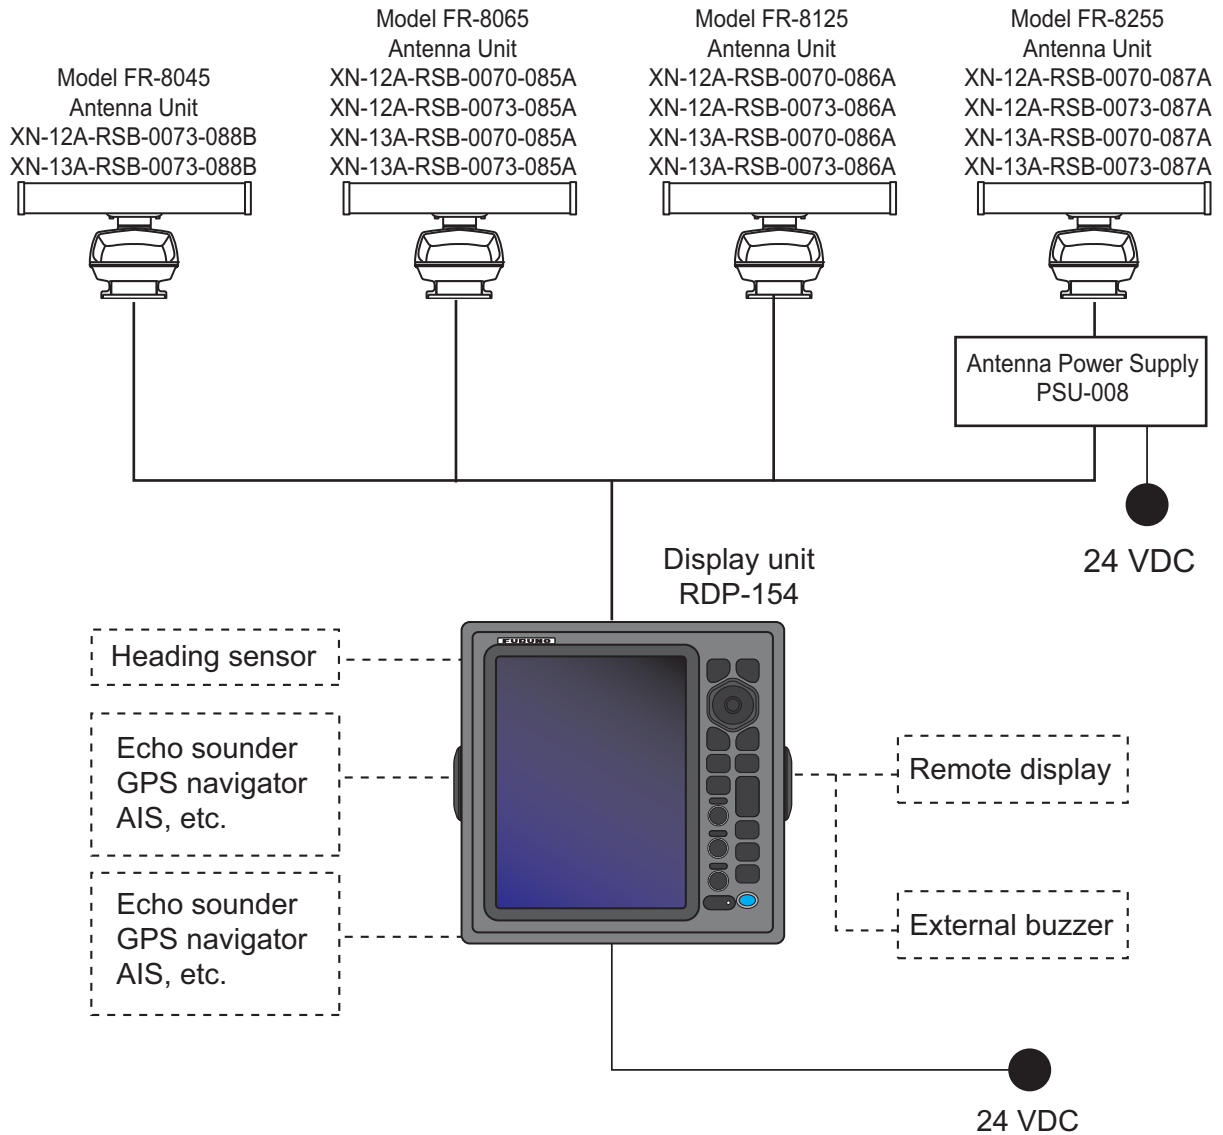 Model FR-8045
Antenna Unit
XN-12A-RSB-0073-088B
XN-13A-RSB-0073-088B
Model FR-8065
Antenna Unit
XN-12A-RSB-0070-085A
XN-12A-RSB-0073-085A
XN-13A-RSB-0070-085A
XN-13A-RSB-0073-085A
Model FR-8125
Antenna Unit
XN-12A-RSB-0070-086A
XN-12A-RSB-0073-086A
XN-13A-RSB-0070-086A
XN-13A-RSB-0073-086A
Model FR-8255
Antenna Unit
XN-12A-RSB-0070-087A
XN-12A-RSB-0073-087A
XN-13A-RSB-0070-087A
XN-13A-RSB-0073-087A
Antenna Power Supply
PSU-008
24 VDC
Display unit
RDP-154
FURUNO
Heading sensor
Echo sounder
GPS navigator
AIS, etc.
Echo sounder
GPS navigator
AIS, etc.
Remote display
External buzzer
24 VDC